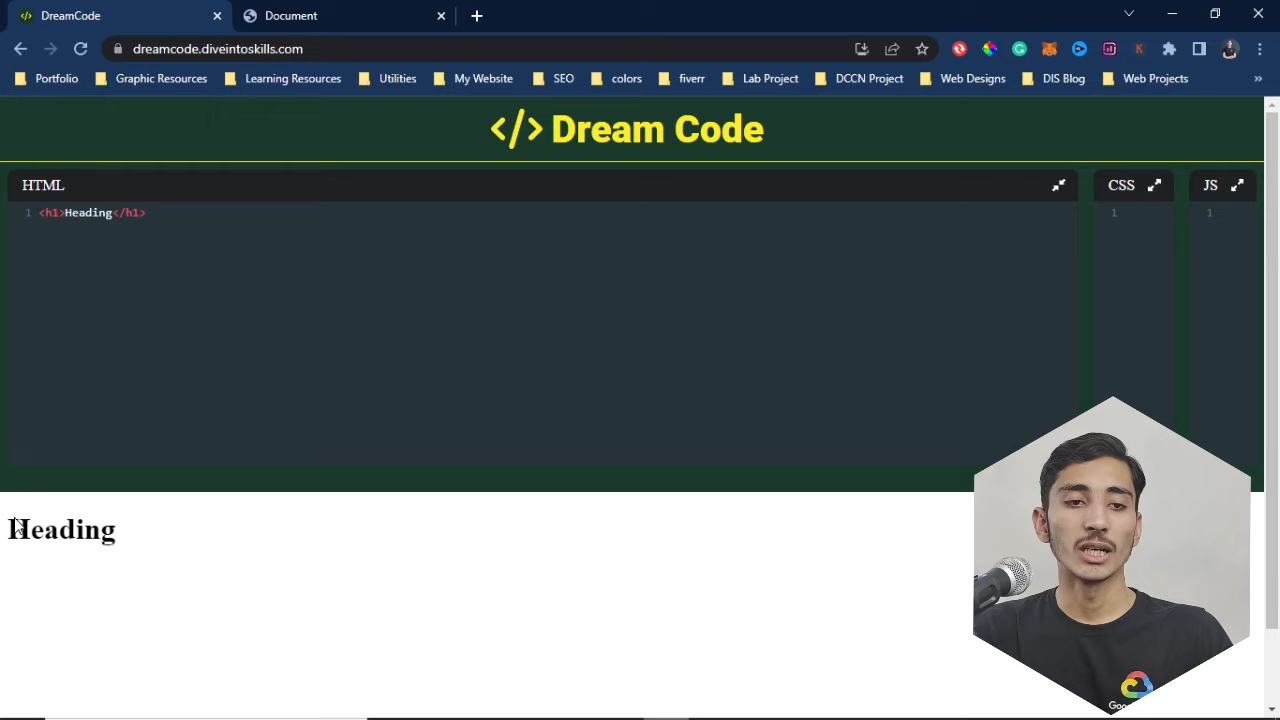 DreamCode
Document
dreamcode.diveintoskills.com
Portfolio
Graphic Resources
Learning Resources
Utilities
My Website
SEO
colors
fiverr
Lab Project
DCCN Project
Web Designs
DIS Blog
Web Projects
</> Dream Code
HTML
CSS
JS
1 <h1>Heading</h1>
1
1
Heading